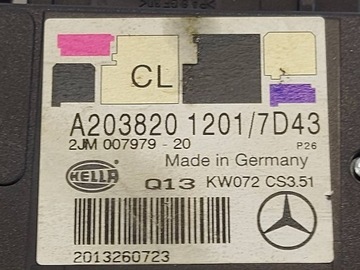 CL
A203820 1201/7D43
2JM 007979 - 20
P26
Made in Germany
HELLA
Q13 KW072 CS3.51
2013260723